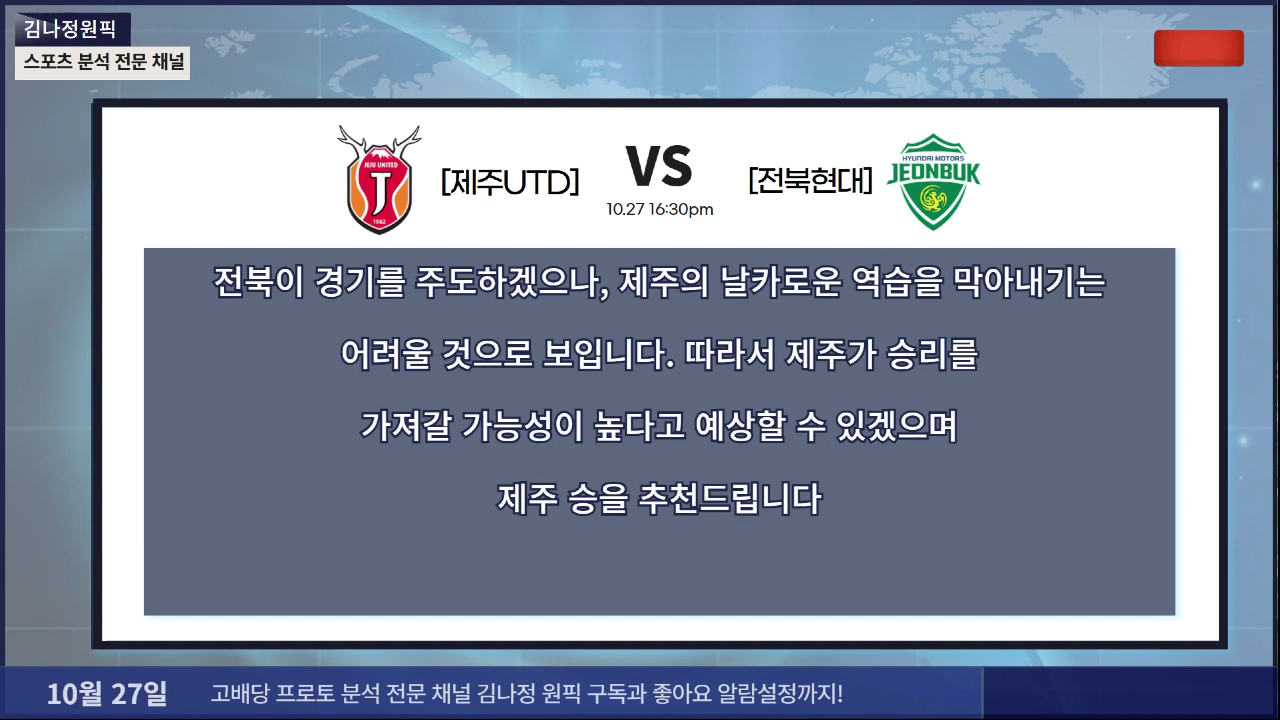 김나정원픽
스포츠 분석 전문 채널
JEJU UNITED
J
1982
[제주UTD]
VS
10.27 16:30pm
[전북현대]
HYUNDAI MOTORS
JEONBUK
전북이 경기를 주도하겠으나, 제주의 날카로운 역습을 막아내기는
어려울 것으로 보입니다. 따라서 제주가 승리를
가져갈 가능성이 높다고 예상할 수 있겠으며
제주 승을 추천드립니다
10월 27일
고배당 프로토 분석 전문 채널 김나정 원픽 구독과 좋아요 알람설정까지!